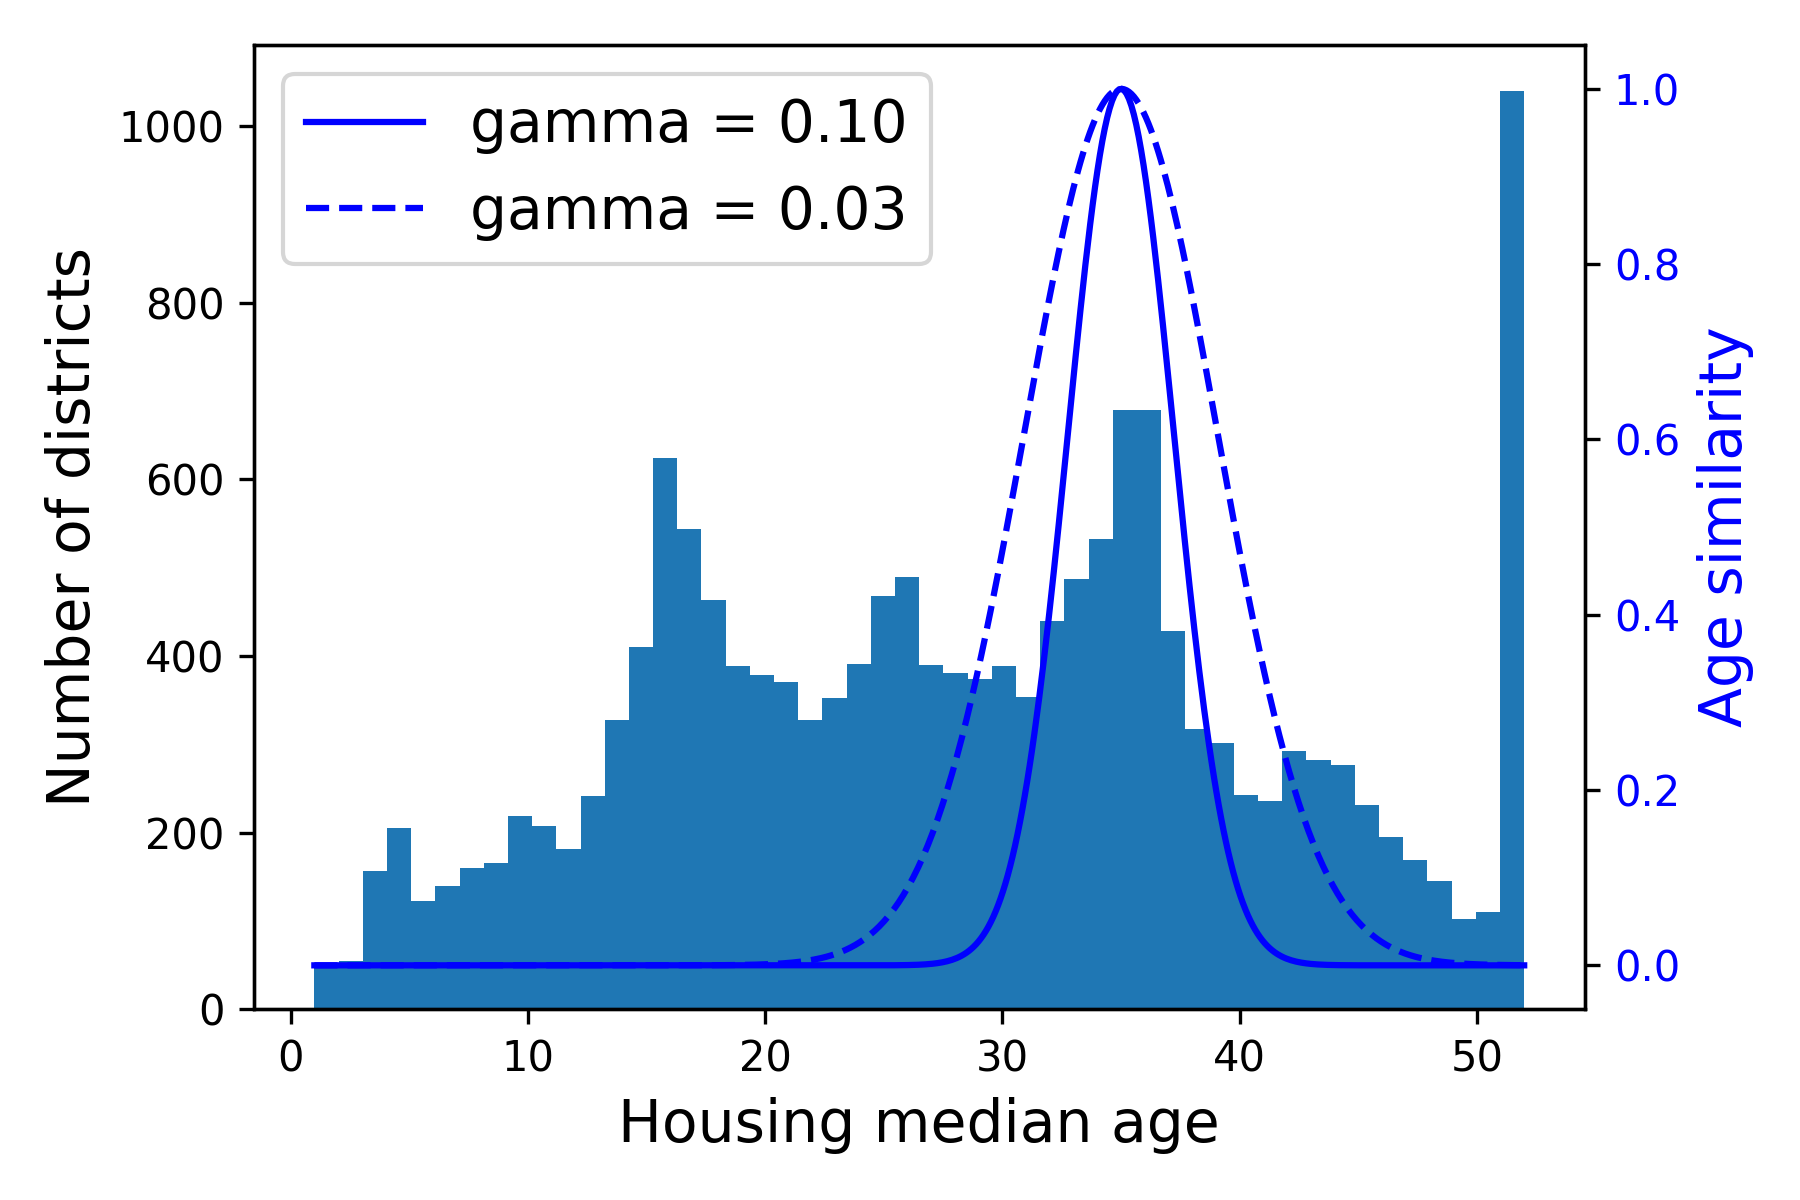 gamma = 0.10
gamma = 0.03
Number of districts
1000
800
600
400
200
0
1.0
0.8
0.6
0.4
0.2
0.0
Age similarity
0 10 20 30 40 50
Housing median age